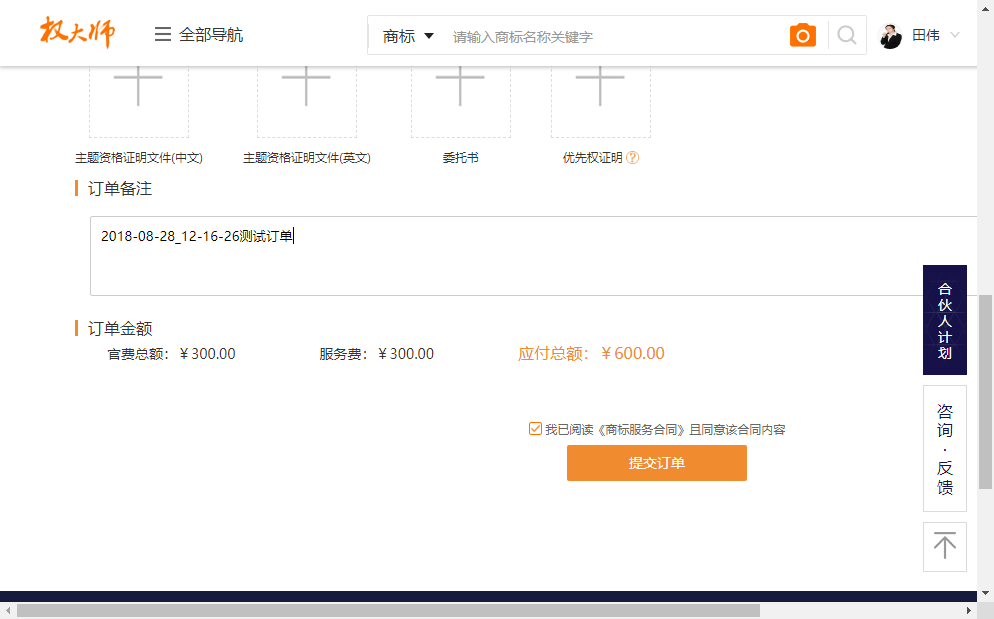 权大师
全部导航
商标
请输入商标名称关键字
田伟
主题资格证明文件(中文)
主题资格证明文件(英文)
委托书
优先权证明 ?
订单备注
2018-08-28_12-16-26测试订单
订单金额
官费总额：￥300.00
服务费：￥300.00
应付总额：￥600.00
我已阅读《商标服务合同》且同意该合同内容
提交订单
合伙人计划
咨询·反馈